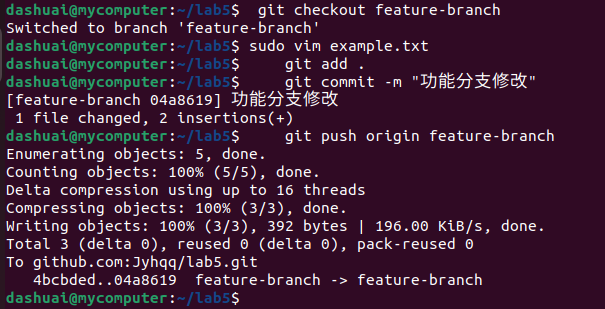 dashuai@mycomputer:~/lab5$  git checkout feature-branch
Switched to branch 'feature-branch'
dashuai@mycomputer:~/lab5$ sudo vim example.txt
dashuai@mycomputer:~/lab5$     git add .
dashuai@mycomputer:~/lab5$     git commit -m "功能分支修改"
[feature-branch 04a8619] 功能分支修改
 1 file changed, 2 insertions(+)
dashuai@mycomputer:~/lab5$     git push origin feature-branch
Enumerating objects: 5, done.
Counting objects: 100% (5/5), done.
Delta compression using up to 16 threads
Compressing objects: 100% (3/3), done.
Writing objects: 100% (3/3), 392 bytes | 196.00 KiB/s, done.
Total 3 (delta 0), reused 0 (delta 0), pack-reused 0
To github.com:Jyhqq/lab5.git
   4bcbded..04a8619  feature-branch -> feature-branch
dashuai@mycomputer:~/lab5$